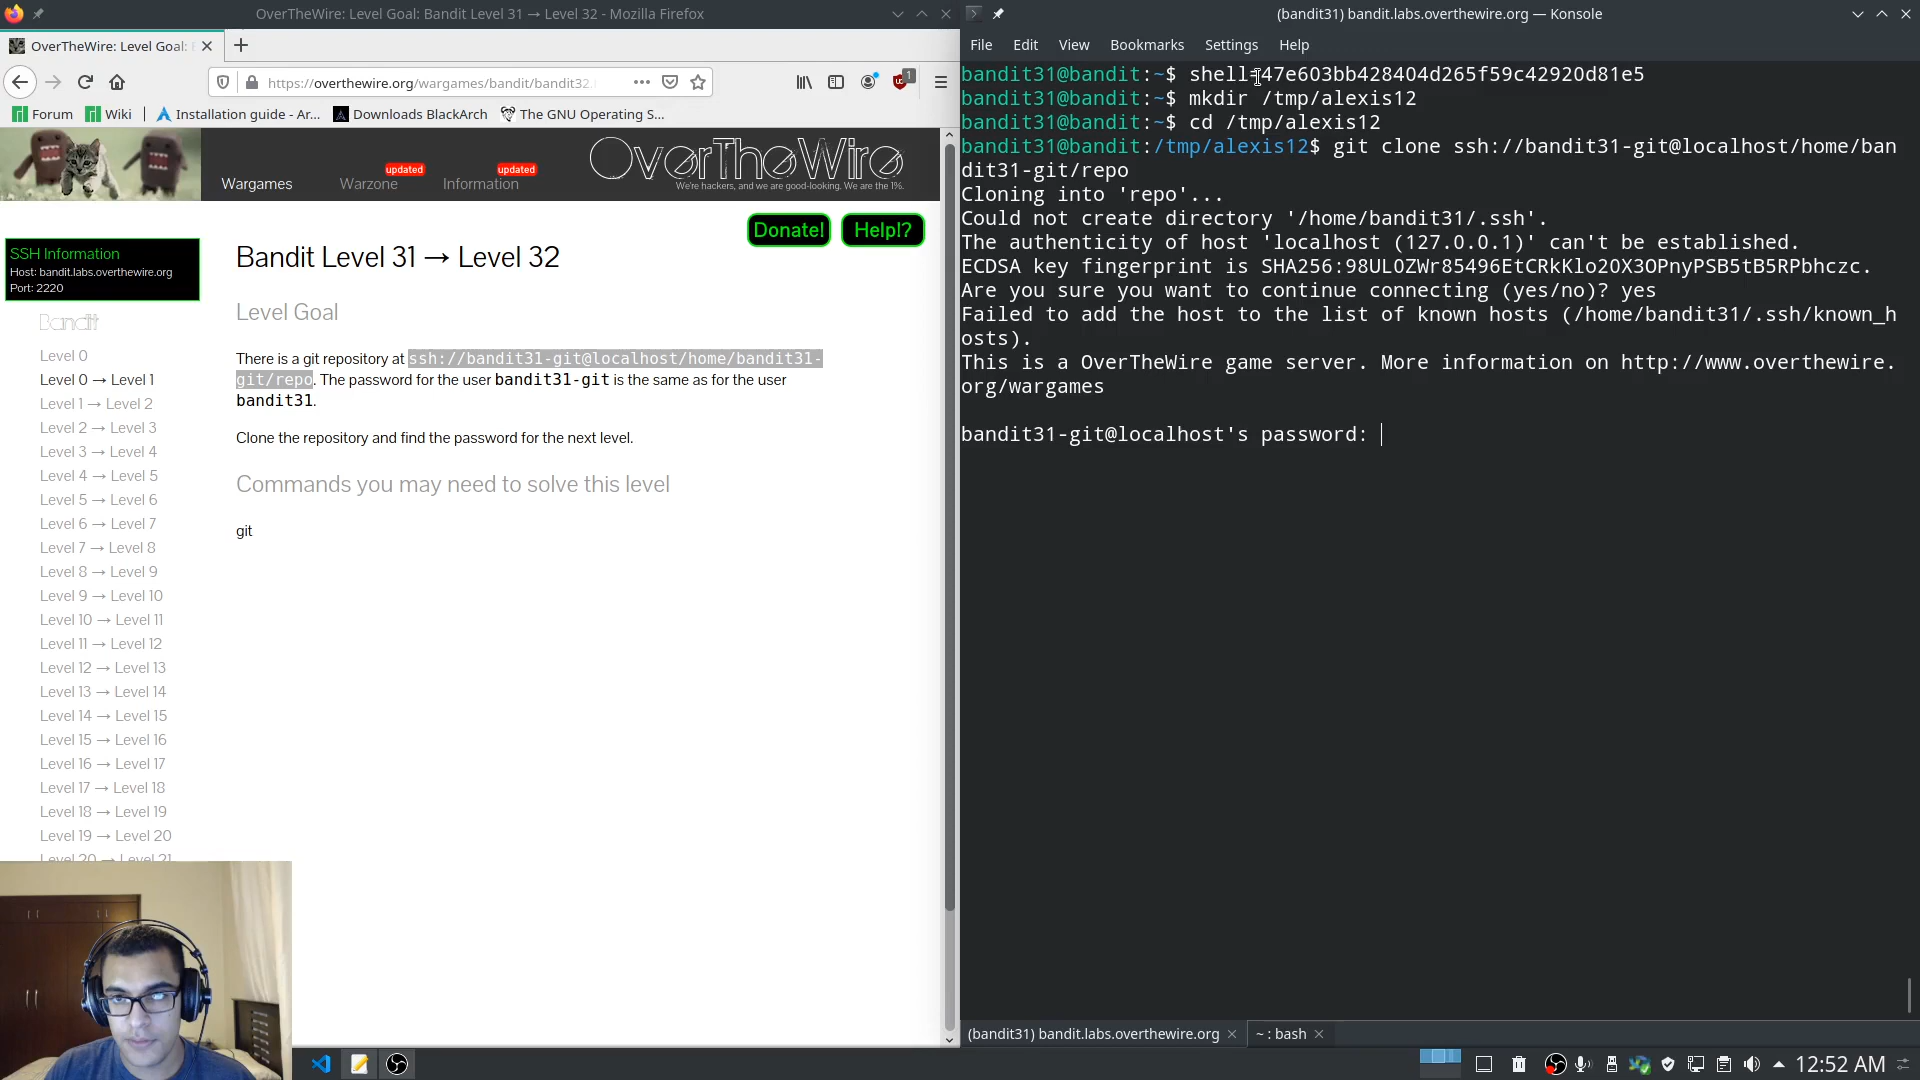 OverTheWire: Level Goal: Bandit Level 31 → Level 32 - Mozilla Firefox
OverTheWire: Level Goal:
https://overthewire.org/wargames/bandit/bandit32.
1
Forum
Wiki
Installation guide - Ar...
Downloads BlackArch
The GNU Operating S...
Wargames
Warzone
updated
Information
updated
OverTheWire
We're hackers, and we are good-looking. We are the 1%.
Donate!
Help!?
SSH Information
Host: bandit.labs.overthewire.org
Port: 2220
Bandit
Level 0
Level 0 → Level 1
Level 1 → Level 2
Level 2 → Level 3
Level 3 → Level 4
Level 4 → Level 5
Level 5 → Level 6
Level 6 → Level 7
Level 7 → Level 8
Level 8 → Level 9
Level 9 → Level 10
Level 10 → Level 11
Level 11 → Level 12
Level 12 → Level 13
Level 13 → Level 14
Level 14 → Level 15
Level 15 → Level 16
Level 16 → Level 17
Level 17 → Level 18
Level 18 → Level 19
Level 19 → Level 20
Level 20 → Level 21
Bandit Level 31 → Level 32
Level Goal
There is a git repository at ssh://bandit31-git@localhost/home/bandit31-
git/repo. The password for the user bandit31-git is the same as for the user
bandit31.
Clone the repository and find the password for the next level.
Commands you may need to solve this level
git
(bandit31) bandit.labs.overthewire.org — Konsole
File Edit View Bookmarks Settings Help
bandit31@bandit:~$ 
bandit31@bandit:~$ mkdir /tmp/alexis12
bandit31@bandit:~$ cd /tmp/alexis12
bandit31@bandit:/tmp/alexis12$ git clone ssh://bandit31-git@localhost/home/ban
dit31-git/repo
Cloning into 'repo'...
Could not create directory '/home/bandit31/.ssh'.
The authenticity of host 'localhost (127.0.0.1)' can't be established.
ECDSA key fingerprint is SHA256:98UL0ZWr85496EtCRkKlo20X3OPnyPSB5tB5RPbhczc.
Are you sure you want to continue connecting (yes/no)? yes
Failed to add the host to the list of known hosts (/home/bandit31/.ssh/known_h
osts).
This is a OverTheWire game server. More information on http://www.overthewire.
org/wargames
bandit31-git@localhost's password:
(bandit31) bandit.labs.overthewire.org
~ : bash
12:52 AM